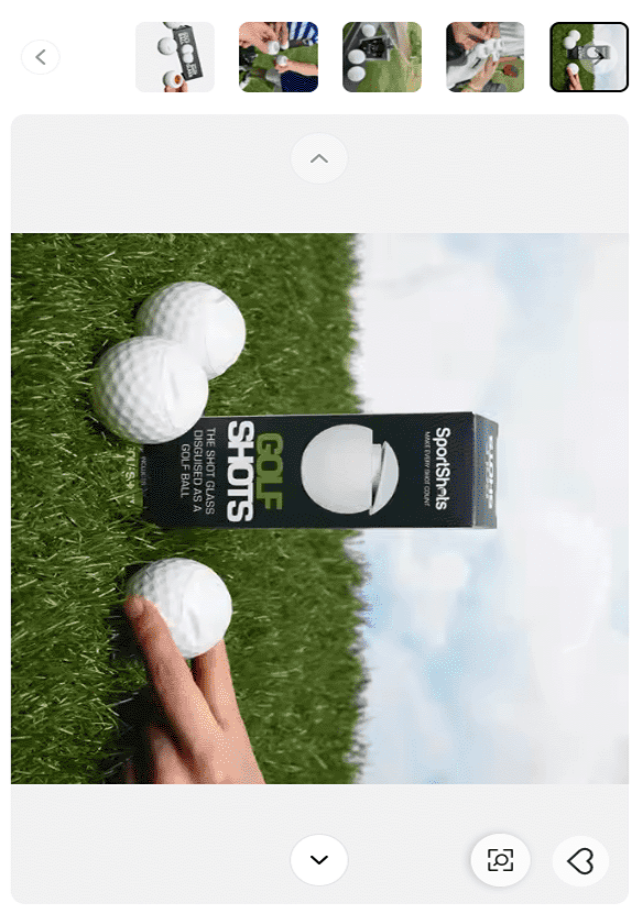 SportShots
MAKE EVERY SHOT COUNT
GOLF
SHOTS
THE SHOT GLASS
DISGUISED AS A
GOLF BALL